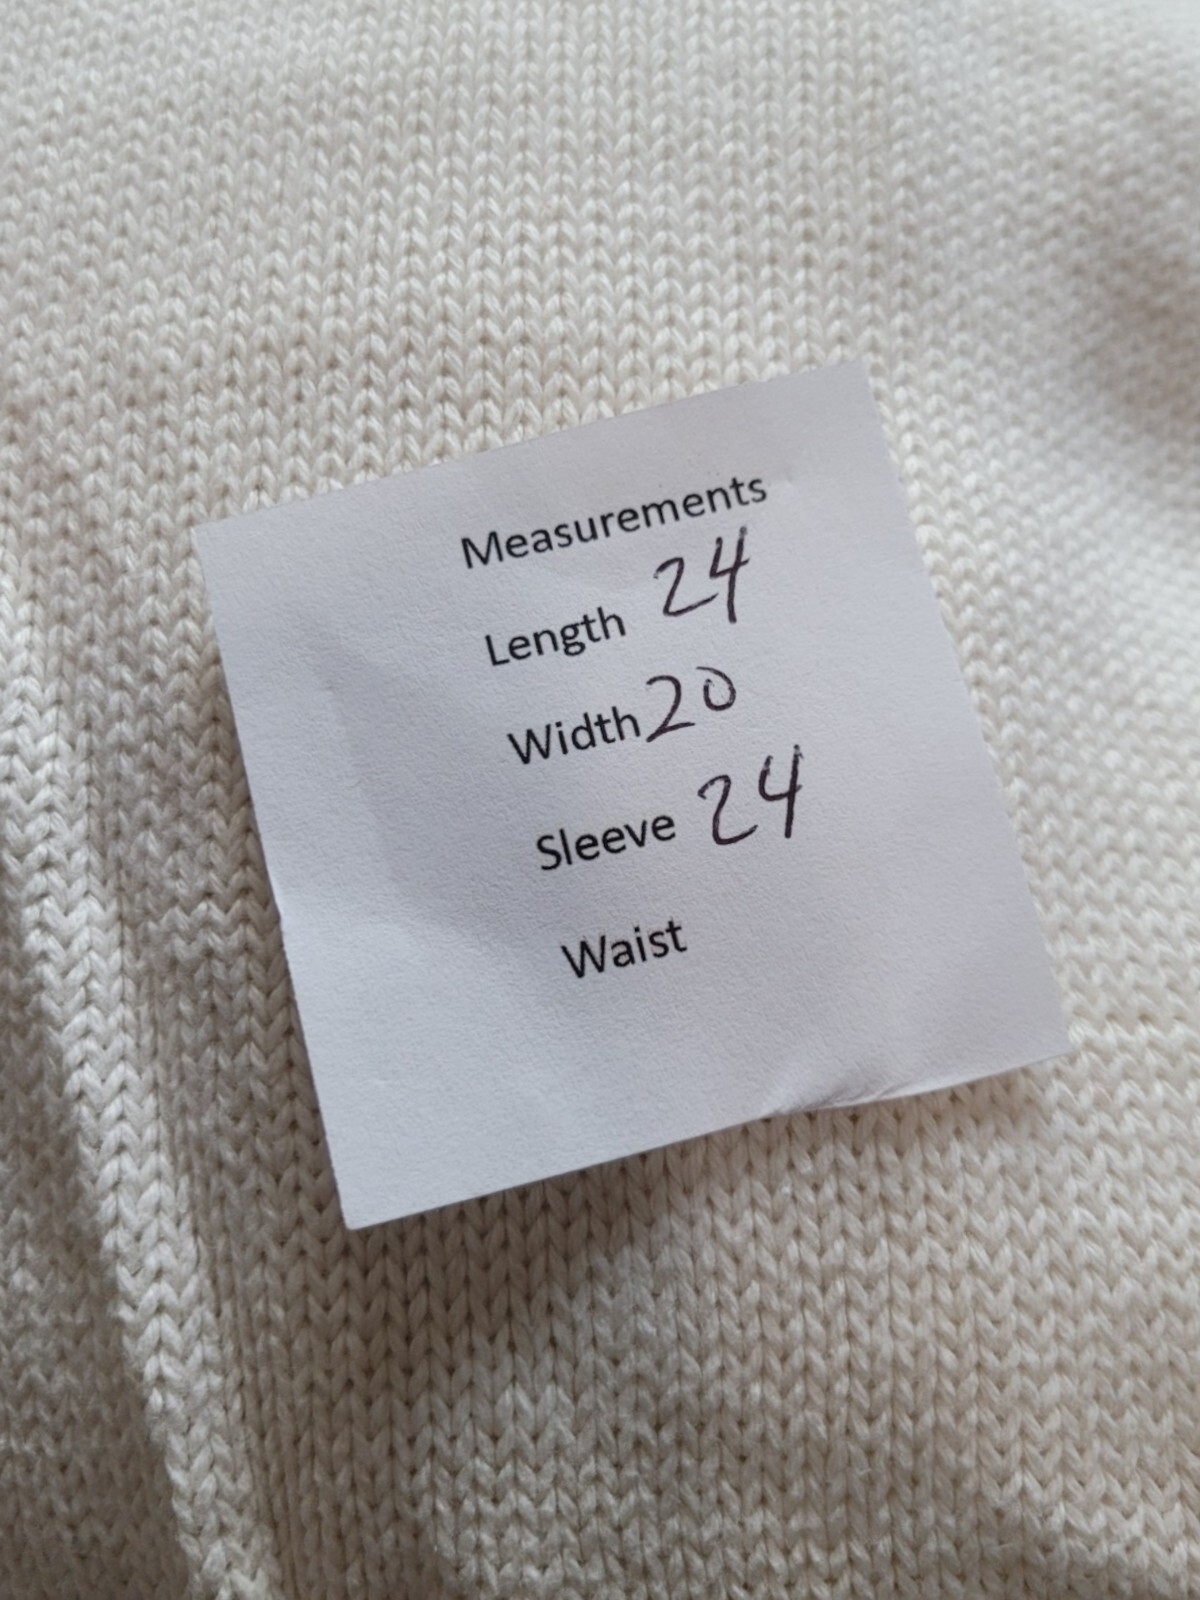 Measurements
Length 24
Width 20
Sleeve 24
Waist